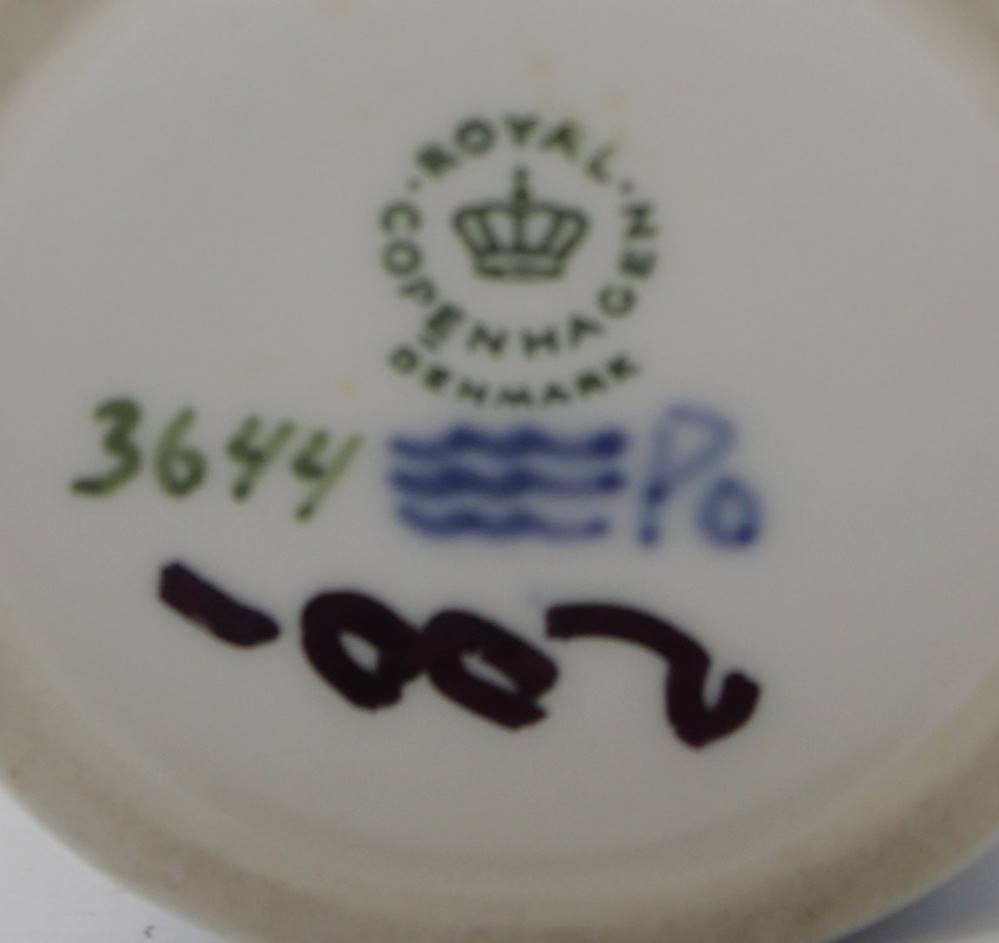 · ROYAL ·
COPENHAGEN
DENMARK
3644 Po